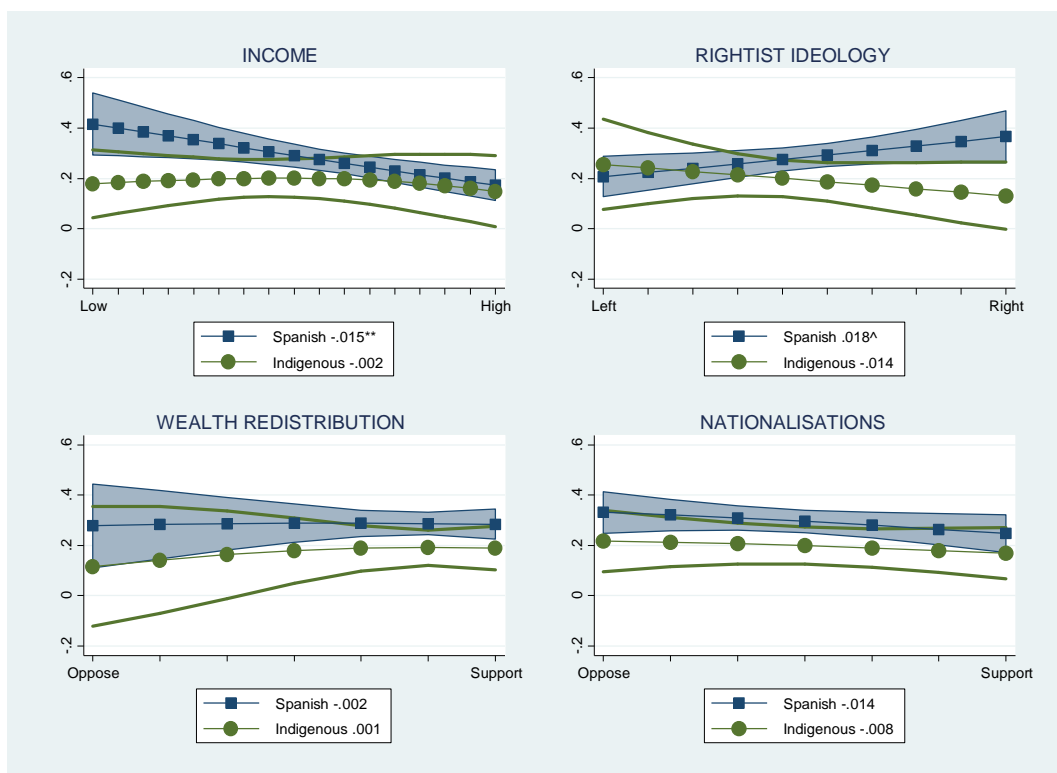 INCOME
.6
.4
.2
0
-.2
Low High
Spanish -.015**
Indigenous -.002
RIGHTIST IDEOLOGY
.6
.4
.2
0
-.2
Left Right
Spanish .018^
Indigenous -.014
WEALTH REDISTRIBUTION
.6
.4
.2
0
-.2
Oppose Support
Spanish -.002
Indigenous .001
NATIONALISATIONS
.6
.4
.2
0
-.2
Oppose Support
Spanish -.014
Indigenous -.008